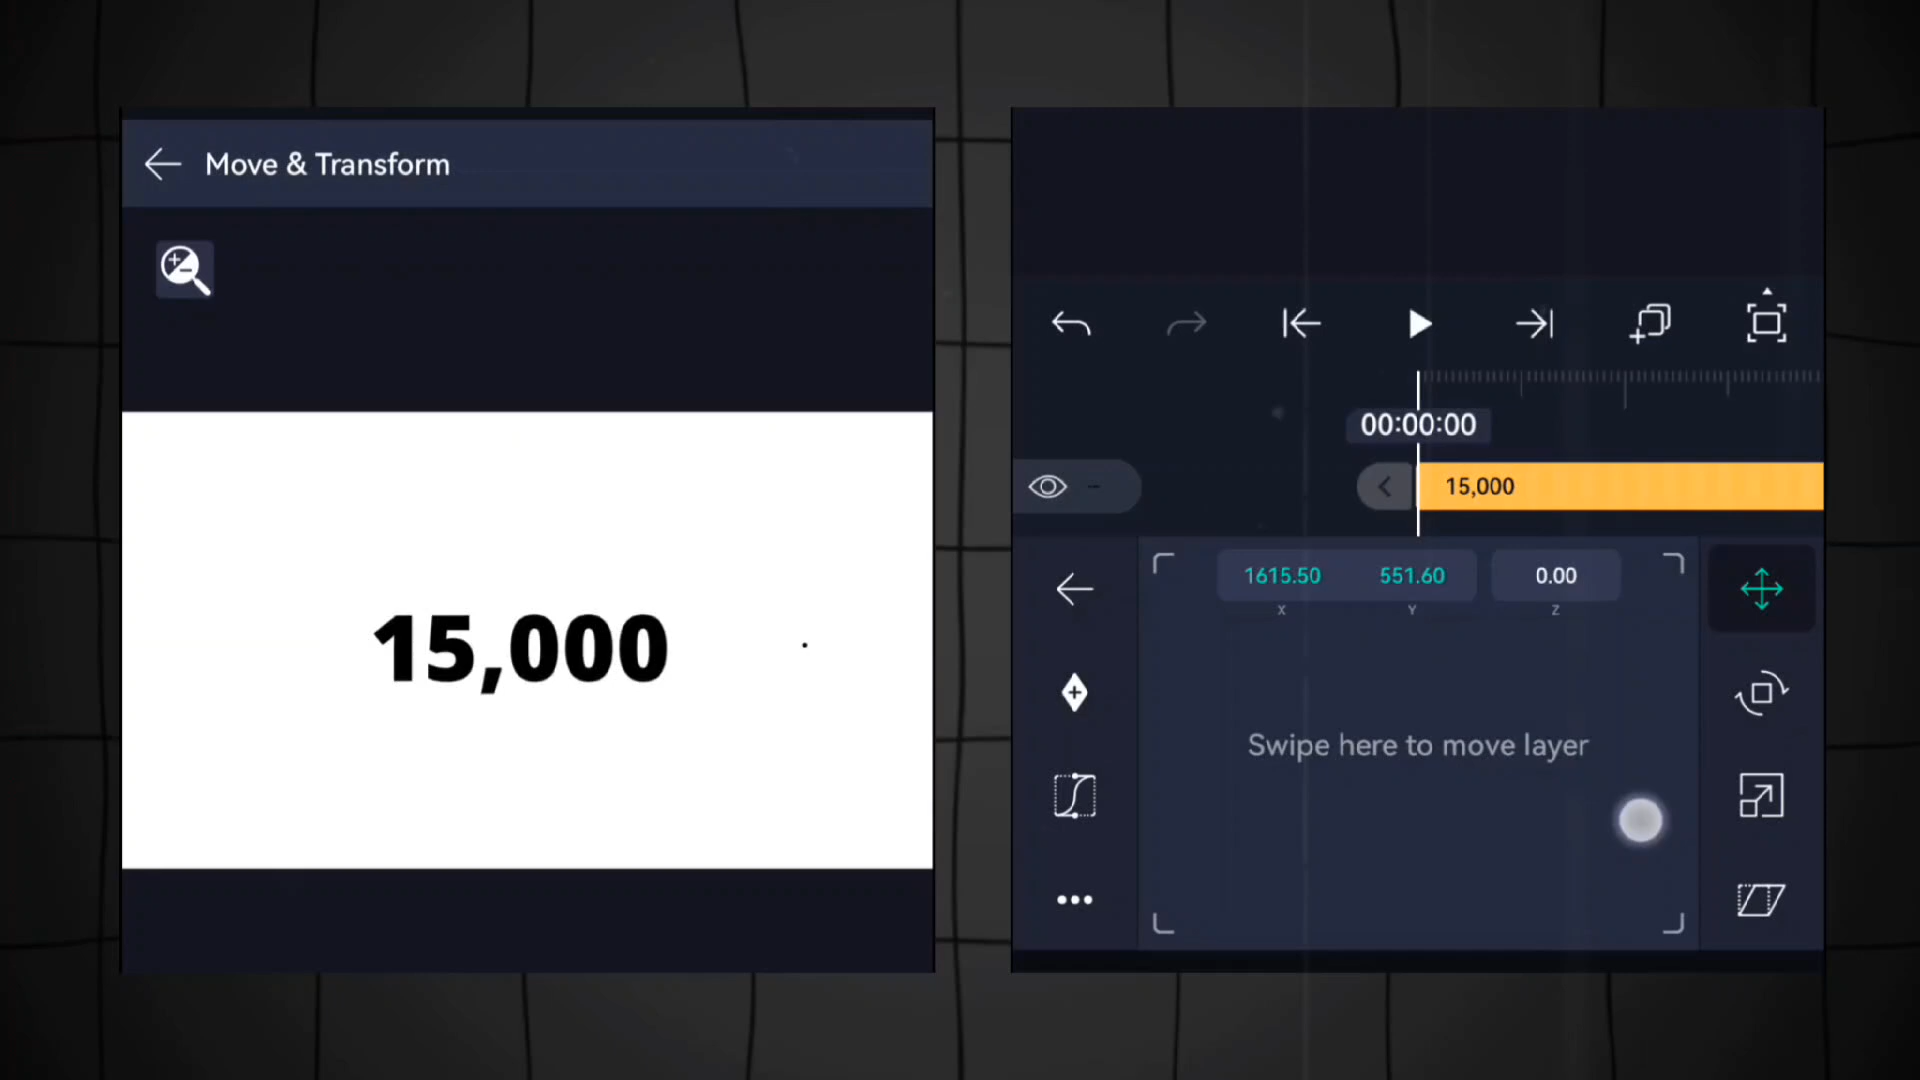 Move & Transform
15,000
00:00:00
15,000
1615.50 551.60 0.00
X Y Z
Swipe here to move layer